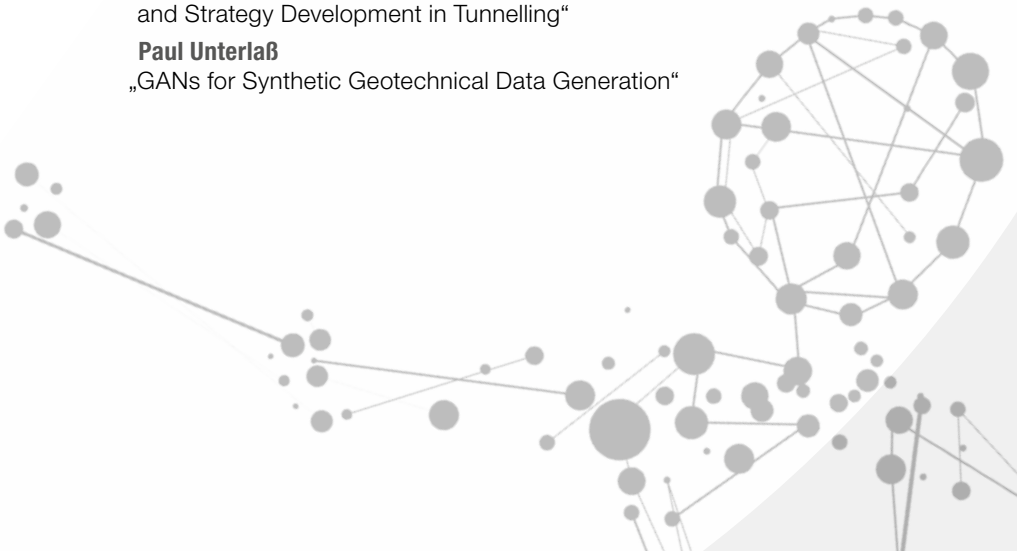 and Strategy Development in Tunnelling“
Paul Unterlaß
„GANs for Synthetic Geotechnical Data Generation“